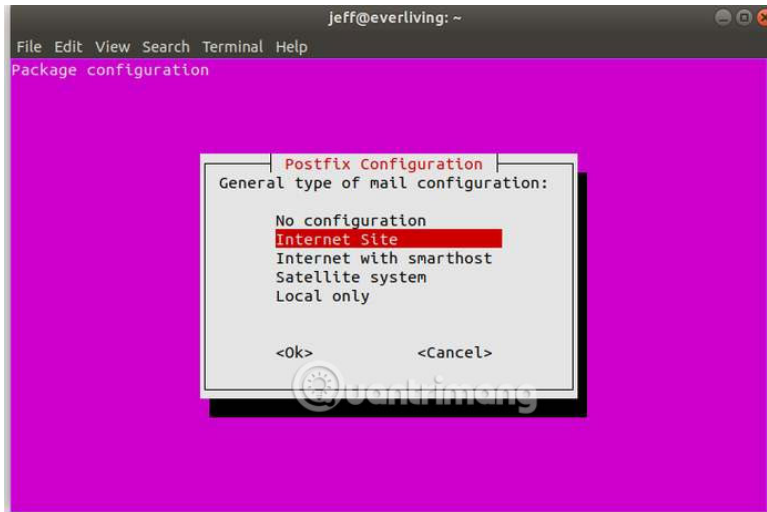 jeff@everliving: ~
File Edit View Search Terminal Help
Package configuration
Postfix Configuration
General type of mail configuration:
No configuration
Internet Site
Internet with smarthost
Satellite system
Local only
<Ok> <Cancel>
Quantrimang